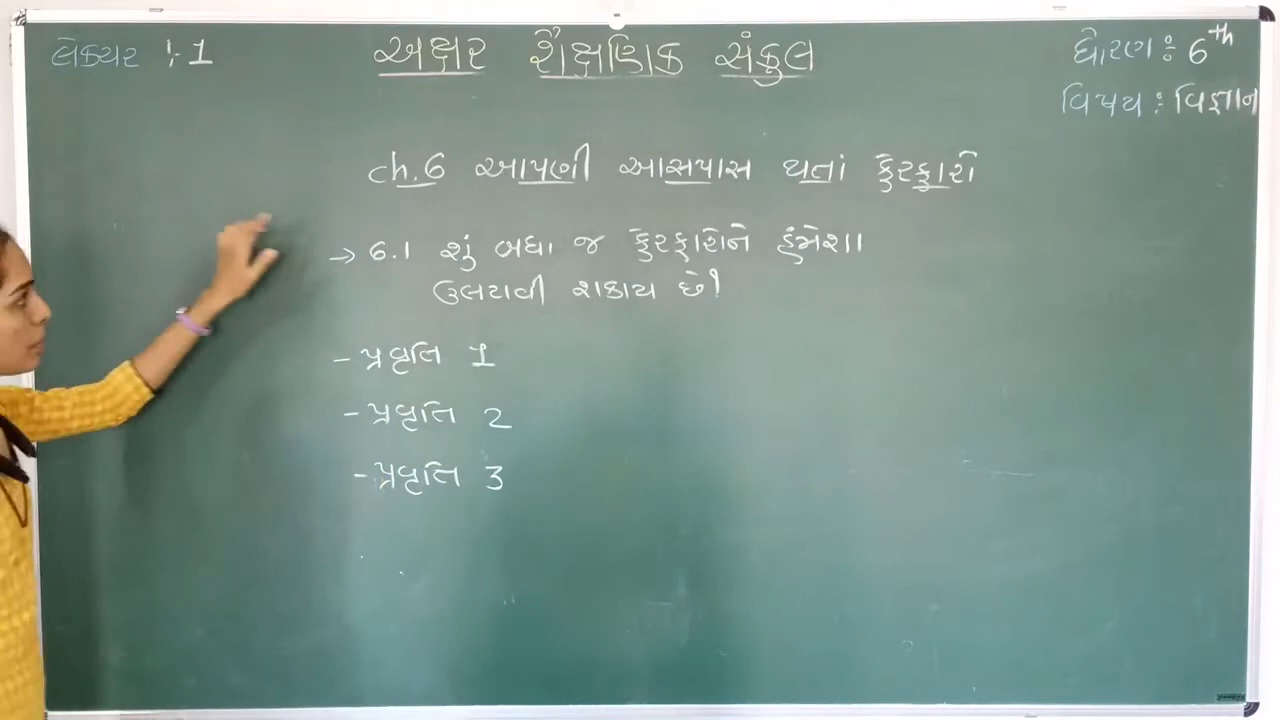 લેક્ચર :- 1
અક્ષર શૈક્ષણિક સંકુલ
ધોરણ : 6th
વિષય : વિજ્ઞાન
ch.6 આપણી આસપાસ થતાં ફેરફારો
→ 6.1 શું બધા જ ફેરફારોને હંમેશા
ઉલટાવી શકાય છે!
- પ્રવૃતિ 1
- પ્રવૃતિ 2
- પ્રવૃતિ 3